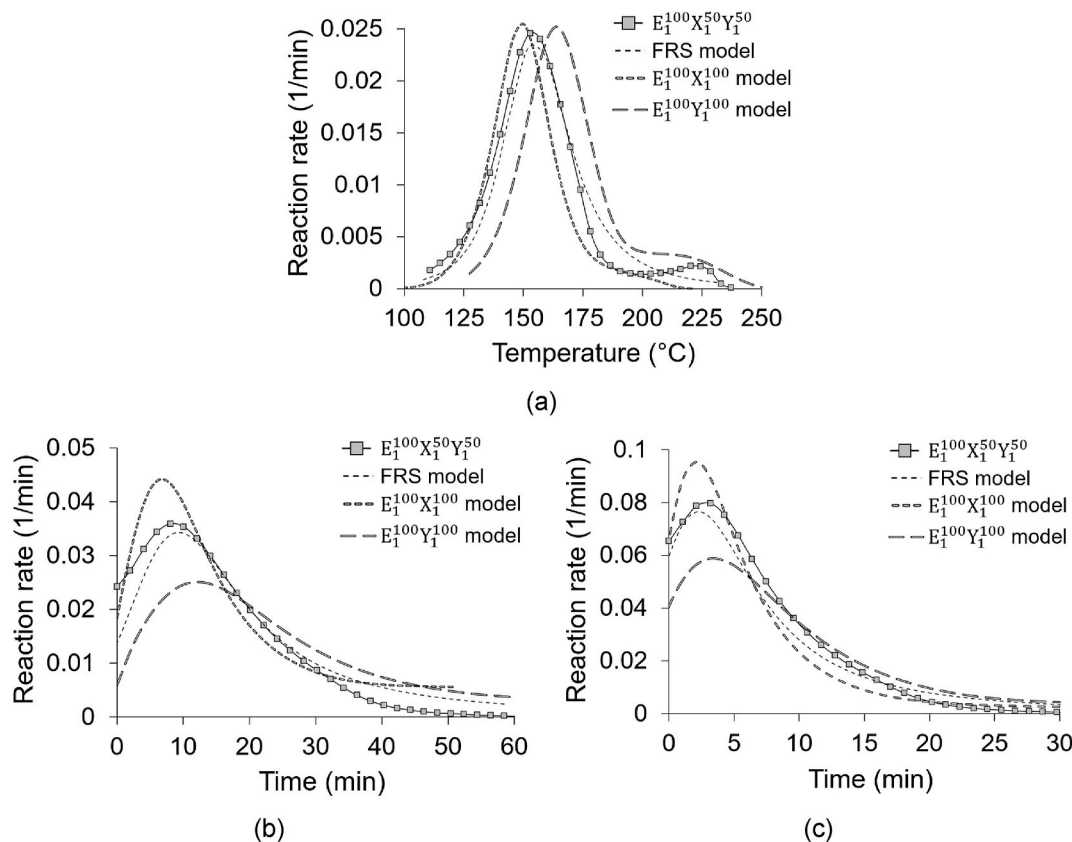 0.025
0.02
0.015
0.01
0.005
0
Reaction rate (1/min)
100 125 150 175 200 225 250
Temperature (°C)
E₁¹⁰⁰X₁⁵⁰Y₁⁵⁰
FRS model
E₁¹⁰⁰X₁¹⁰⁰ model
E₁¹⁰⁰Y₁¹⁰⁰ model
(a)
0.05
0.04
0.03
0.02
0.01
0
Reaction rate (1/min)
0 10 20 30 40 50 60
Time (min)
E₁¹⁰⁰X₁⁵⁰Y₁⁵⁰
FRS model
E₁¹⁰⁰X₁¹⁰⁰ model
E₁¹⁰⁰Y₁¹⁰⁰ model
(b)
0.1
0.08
0.06
0.04
0.02
0
Reaction rate (1/min)
0 5 10 15 20 25 30
Time (min)
E₁¹⁰⁰X₁⁵⁰Y₁⁵⁰
FRS model
E₁¹⁰⁰X₁¹⁰⁰ model
E₁¹⁰⁰Y₁¹⁰⁰ model
(c)